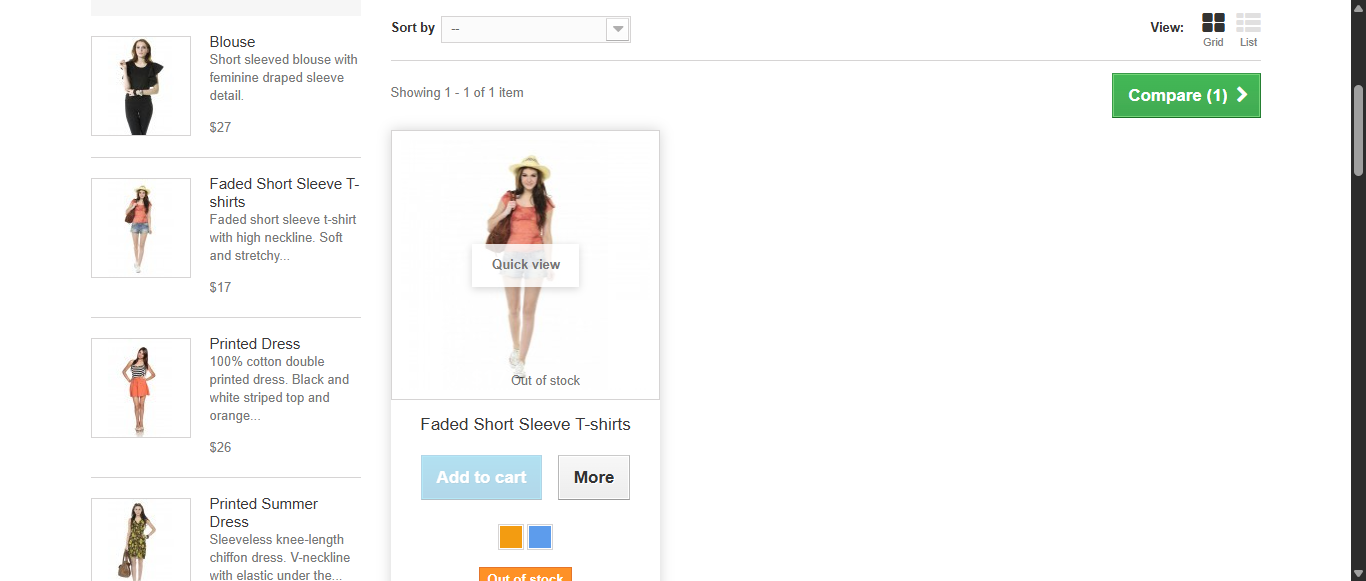 Blouse
Short sleeved blouse with
feminine draped sleeve
detail.
$27
Faded Short Sleeve T-
shirts
Faded short sleeve t-shirt
with high neckline. Soft
and stretchy...
$17
Printed Dress
100% cotton double
printed dress. Black and
white striped top and
orange...
$26
Printed Summer
Dress
Sleeveless knee-length
chiffon dress. V-neckline
with elastic under the...
Sort by --
View:
Grid List
Showing 1 - 1 of 1 item
Compare (1)
Quick view
Out of stock
Faded Short Sleeve T-shirts
Add to cart More
Out of stock